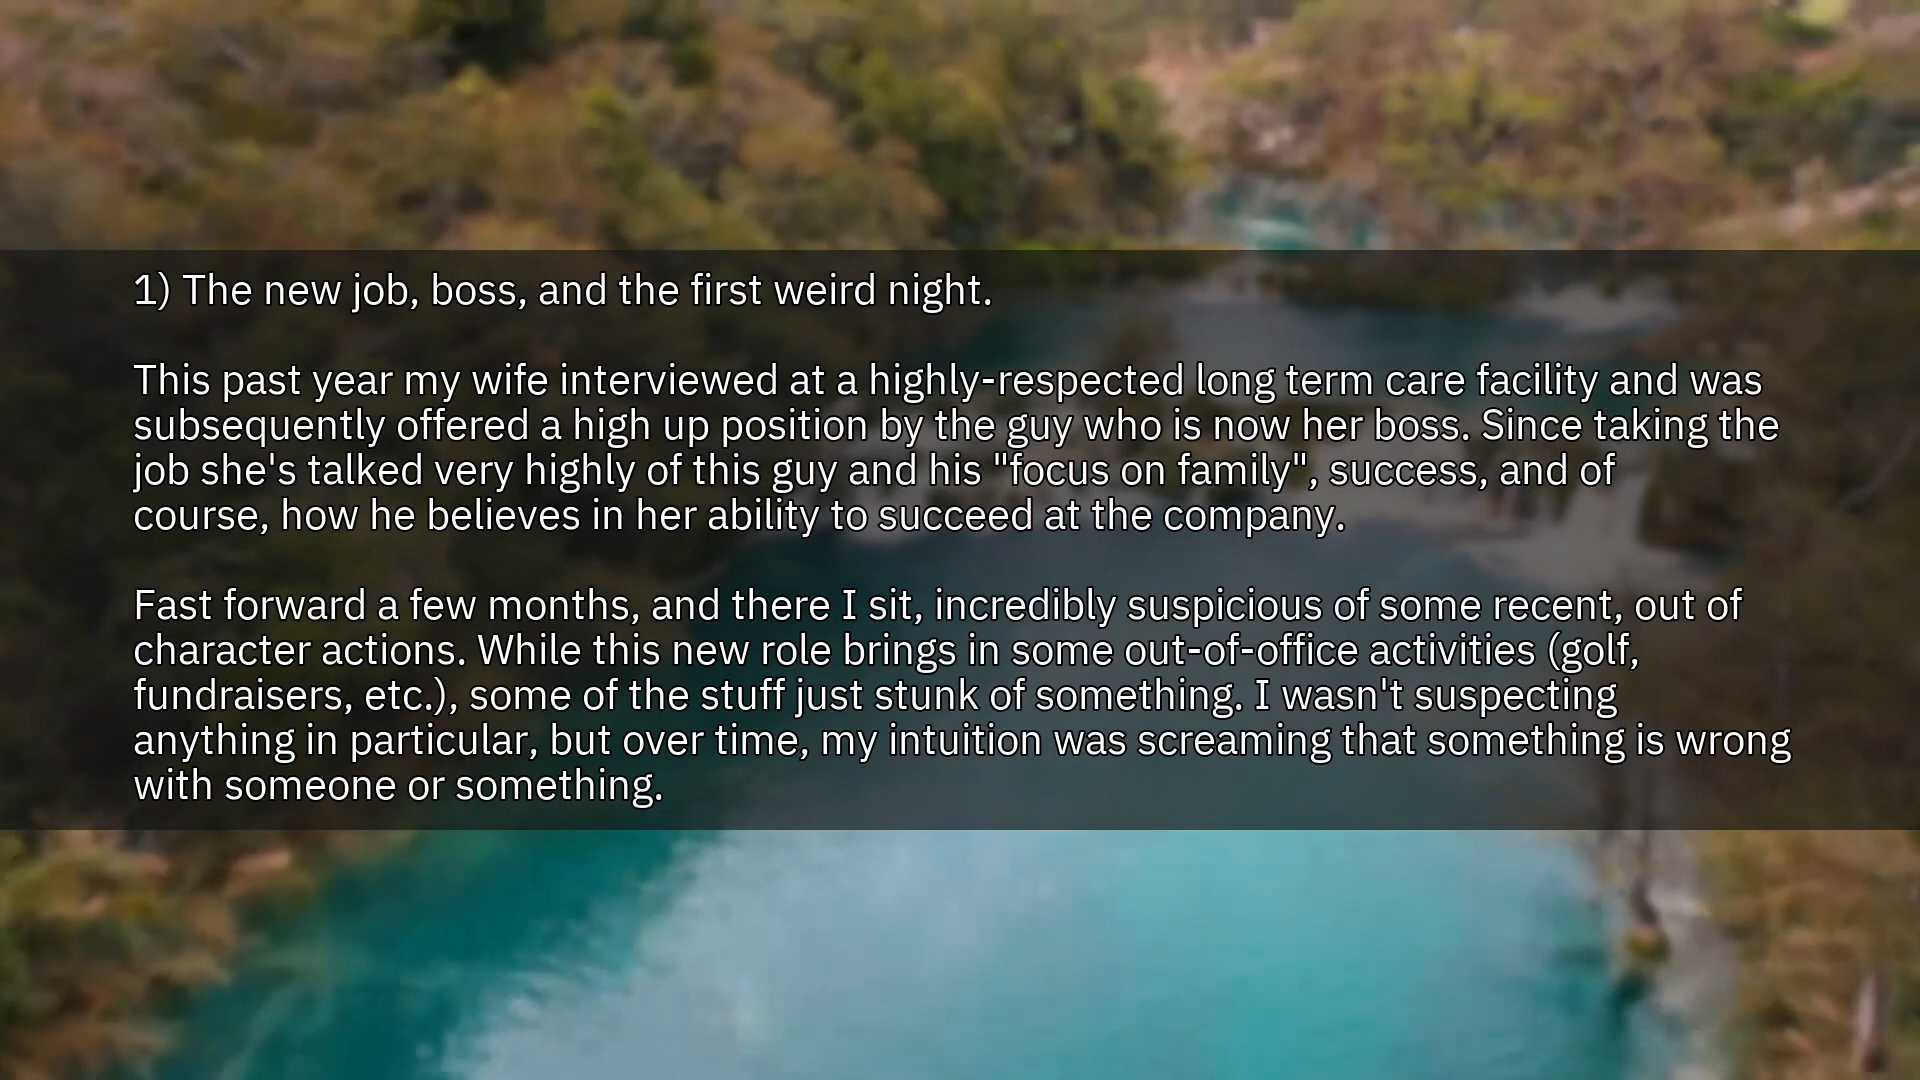 1) The new job, boss, and the first weird night.
This past year my wife interviewed at a highly-respected long term care facility and was
subsequently offered a high up position by the guy who is now her boss. Since taking the
job she's talked very highly of this guy and his "focus on family", success, and of
course, how he believes in her ability to succeed at the company.
Fast forward a few months, and there I sit, incredibly suspicious of some recent, out of
character actions. While this new role brings in some out-of-office activities (golf,
fundraisers, etc.), some of the stuff just stunk of something. I wasn't suspecting
anything in particular, but over time, my intuition was screaming that something is wrong
with someone or something.